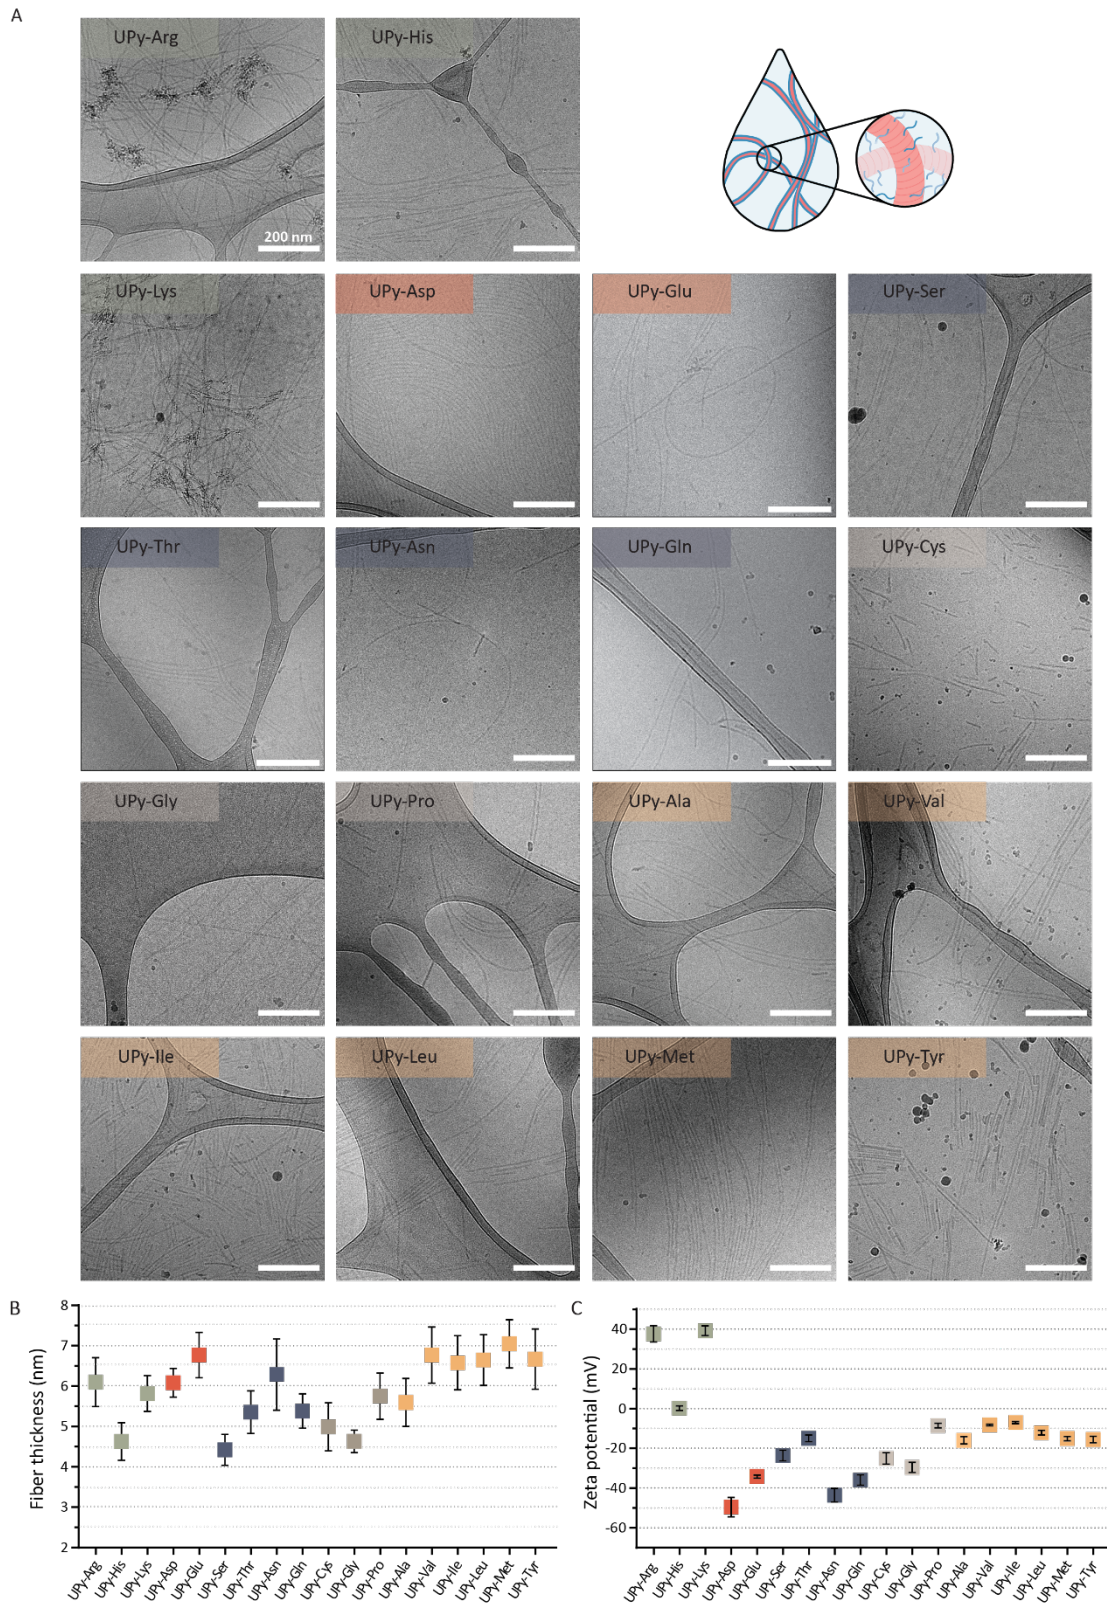 A
UPy-Arg
UPy-His
200 nm
UPy-Lys
UPy-Asp
UPy-Glu
UPy-Ser
UPy-Thr
UPy-Asn
UPy-Gln
UPy-Cys
UPy-Gly
UPy-Pro
UPy-Ala
UPy-Val
UPy-Ile
UPy-Leu
UPy-Met
UPy-Tyr
B
Fiber thickness (nm)
8
7
6
5
4
3
2
UPy-Arg
UPy-His
UPy-Lys
UPy-Asp
UPy-Glu
UPy-Ser
UPy-Thr
UPy-Asn
UPy-Gln
UPy-Cys
UPy-Gly
UPy-Pro
UPy-Ala
UPy-Val
UPy-Ile
UPy-Leu
UPy-Met
UPy-Tyr
C
Zeta potential (mV)
40
20
0
-20
-40
-60
UPy-Arg
UPy-His
UPy-Lys
UPy-Asp
UPy-Glu
UPy-Ser
UPy-Thr
UPy-Asn
UPy-Gln
UPy-Cys
UPy-Gly
UPy-Pro
UPy-Ala
UPy-Val
UPy-Ile
UPy-Leu
UPy-Met
UPy-Tyr